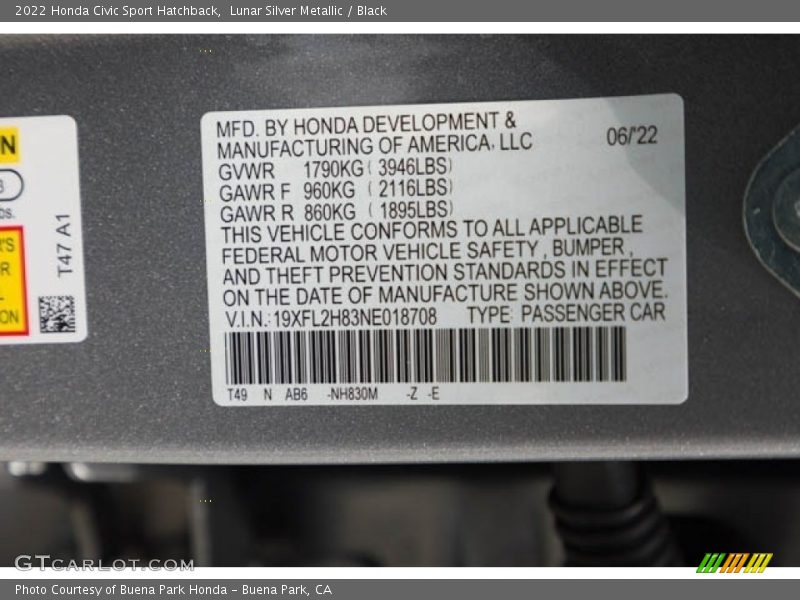 2022 Honda Civic Sport Hatchback, Lunar Silver Metallic / Black
MFD. BY HONDA DEVELOPMENT &
MANUFACTURING OF AMERICA, LLC 06/'22
GVWR 1790KG ( 3946LBS)
GAWR F 960KG ( 2116LBS)
GAWR R 860KG ( 1895LBS)
THIS VEHICLE CONFORMS TO ALL APPLICABLE
FEDERAL MOTOR VEHICLE SAFETY , BUMPER ,
AND THEFT PREVENTION STANDARDS IN EFFECT
ON THE DATE OF MANUFACTURE SHOWN ABOVE.
V.I.N.: 19XFL2H83NE018708 TYPE: PASSENGER CAR
T49 N AB6 -NH830M -Z -E
T47 A1
GTCARLOT.COM
Photo Courtesy of Buena Park Honda – Buena Park, CA